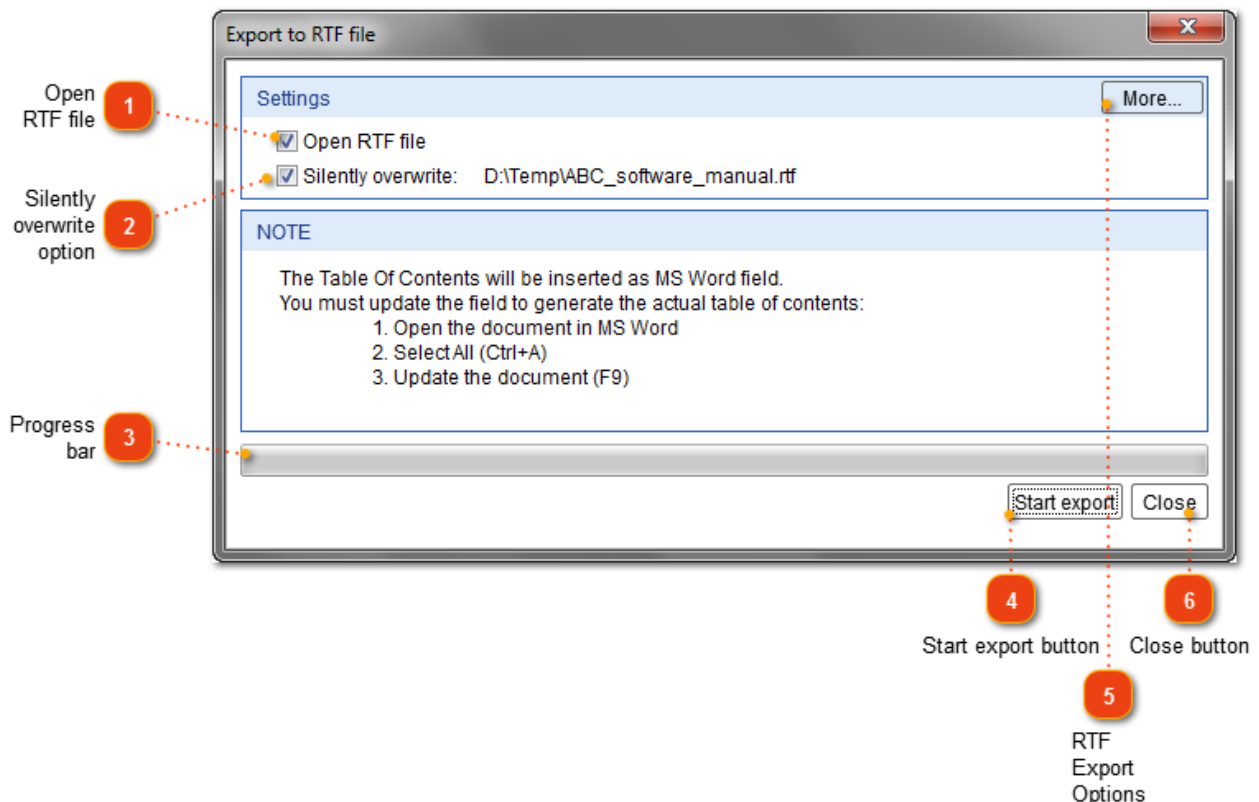 Export to RTF file
X
Settings
More...
Open
RTF file
1
Open RTF file
Silently overwrite: D:\Temp\ABC_software_manual.rtf
Silently
overwrite
option
2
NOTE
The Table Of Contents will be inserted as MS Word field.
You must update the field to generate the actual table of contents:
1. Open the document in MS Word
2. Select All (Ctrl+A)
3. Update the document (F9)
Progress
bar
3
Start export
Close
4
6
Start export button
Close button
5
RTF
Export
Options